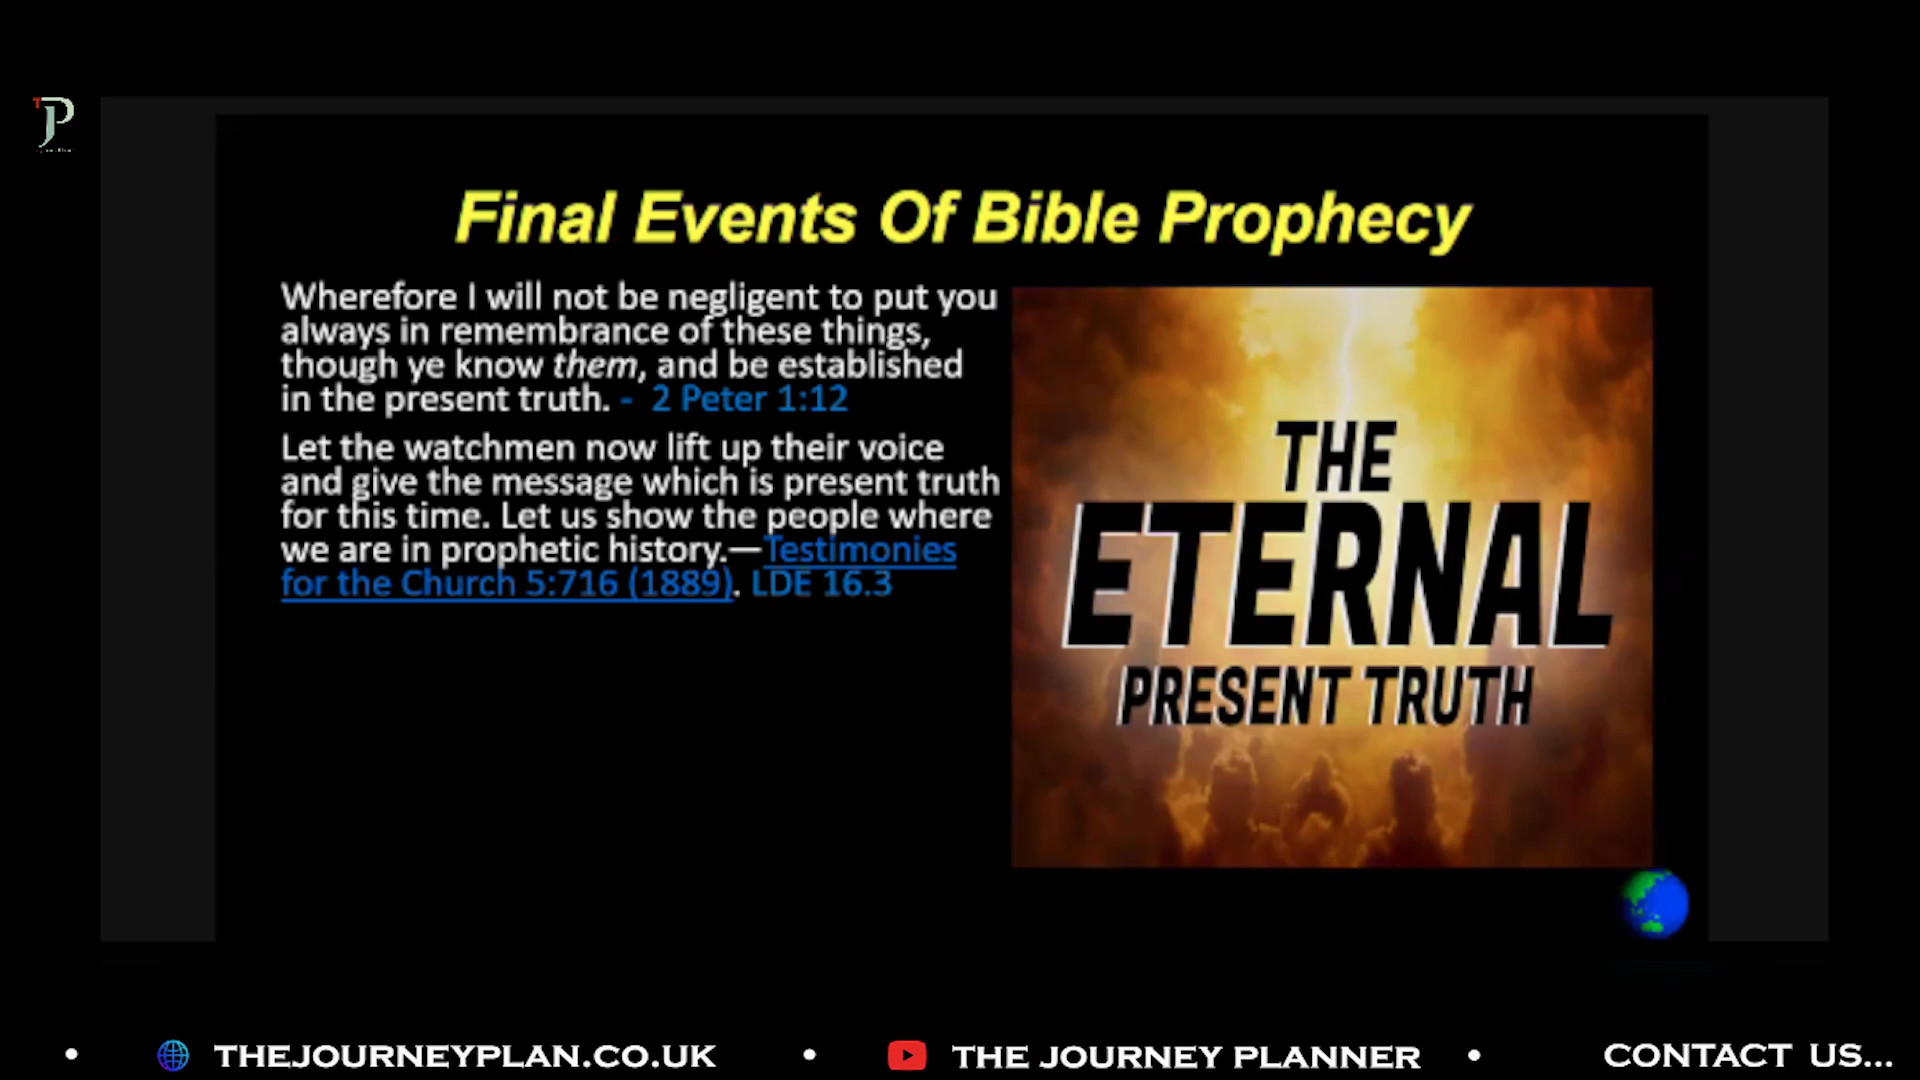 TJP
Final Events Of Bible Prophecy
Wherefore I will not be negligent to put you
always in remembrance of these things,
though ye know them, and be established
in the present truth. - 2 Peter 1:12
Let the watchmen now lift up their voice
and give the message which is present truth
for this time. Let us show the people where
we are in prophetic history.—Testimonies
for the Church 5:716 (1889). LDE 16.3
THE
ETERNAL
PRESENT TRUTH
• THEJOURNEYPLAN.CO.UK • THE JOURNEY PLANNER • CONTACT US...